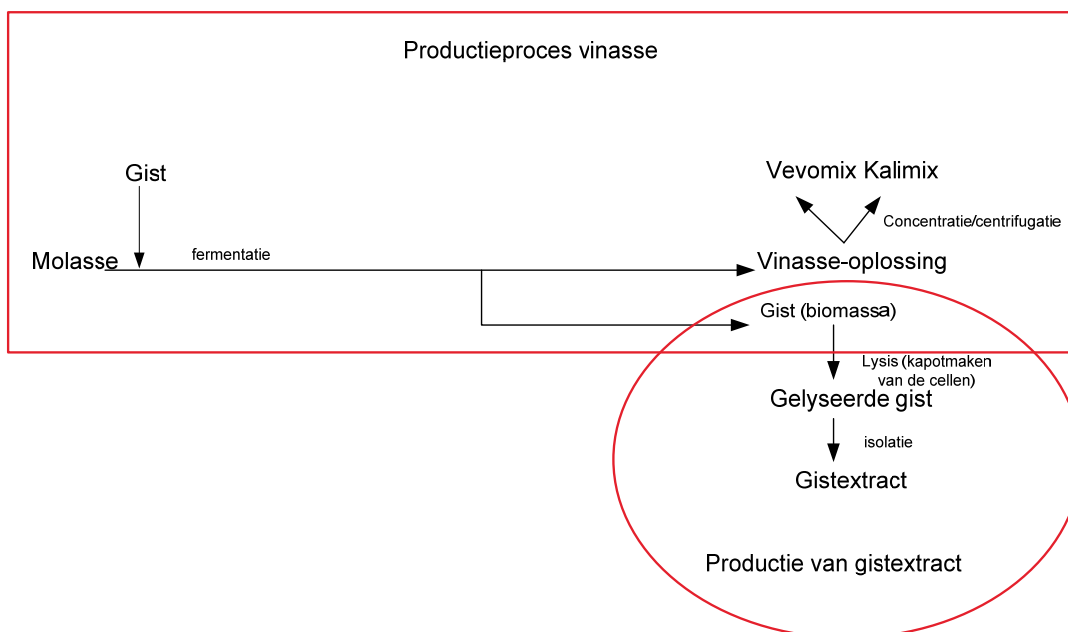 Productieproces vinasse
Gist
Vevomix Kalimix
Concentratie/centrifugatie
Molasse
fermentatie
Vinasse-oplossing
Gist (biomassa)
Lysis (kapotmaken
van de cellen)
Gelyseerde gist
isolatie
Gistextract
Productie van gistextract